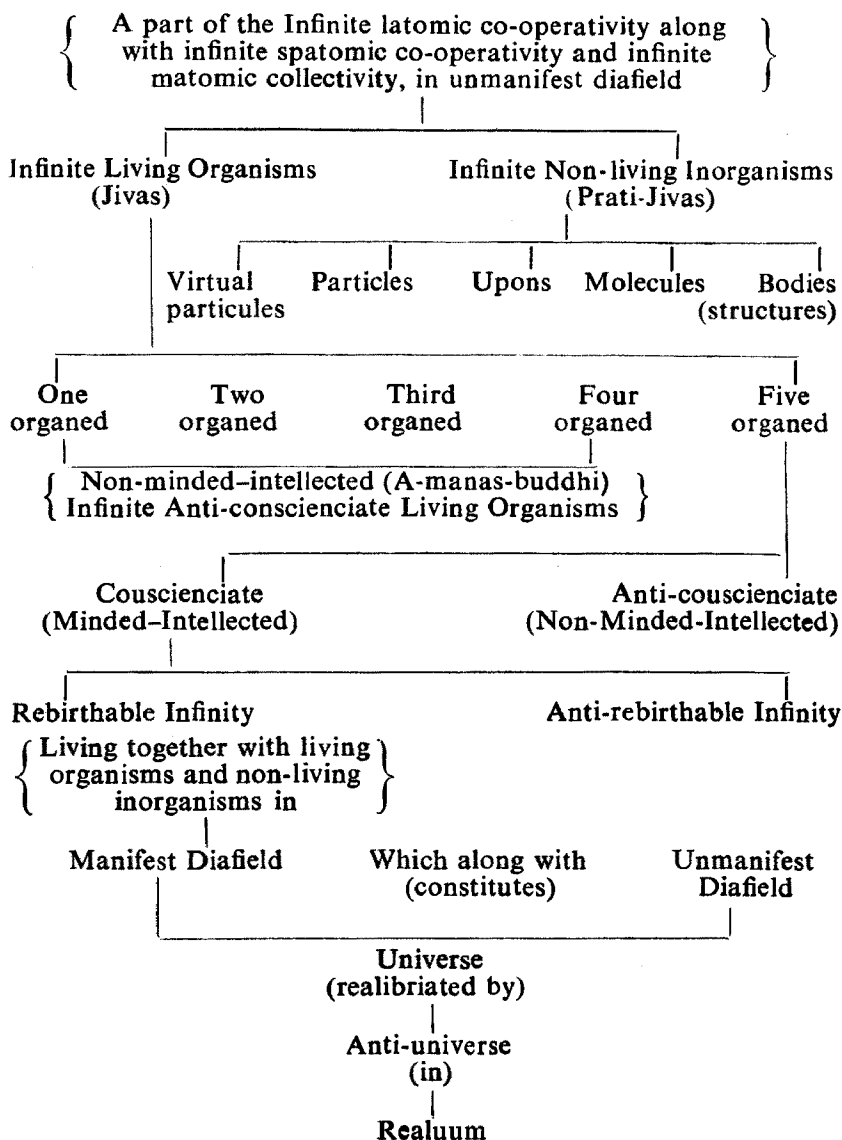 A part of the Infinite latomic co-operativity along
with infinite spatomic co-operativity and infinite
matomic collectivity, in unmanifest diafield
Infinite Living Organisms
(Jivas)
Infinite Non-living Inorganisms
(Prati-Jivas)
Virtual
particules
Particles
Upons
Molecules
Bodies
(structures)
One
organed
Two
organed
Third
organed
Four
organed
Five
organed
Non-minded–intellected (A-manas-buddhi)
Infinite Anti-conscienciate Living Organisms
Couscienciate
(Minded–Intellected)
Anti-couscienciate
(Non-Minded-Intellected)
Rebirthable Infinity
Anti-rebirthable Infinity
Living together with living
organisms and non-living
inorganisms in
Manifest Diafield
Which along with
(constitutes)
Unmanifest
Diafield
Universe
(realibriated by)
Anti-universe
(in)
Realuum